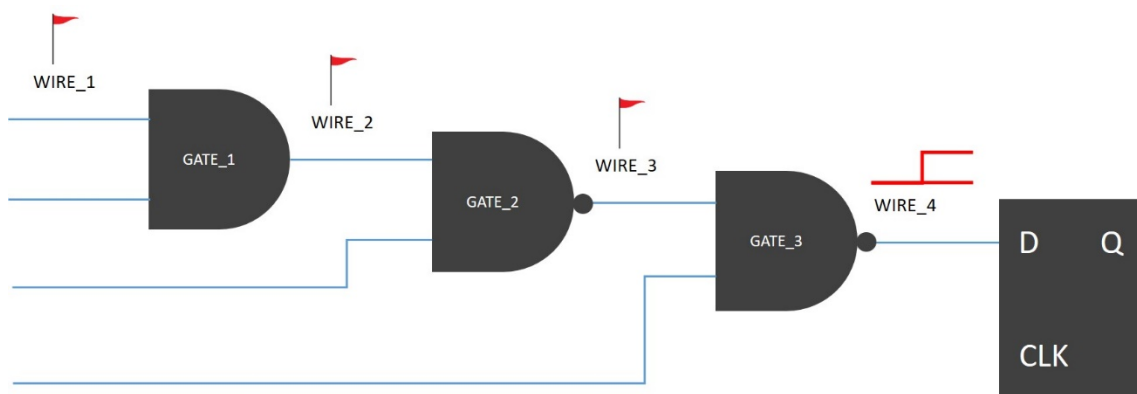 WIRE_1
WIRE_2
GATE_1
WIRE_3
GATE_2
WIRE_4
GATE_3
D Q
CLK